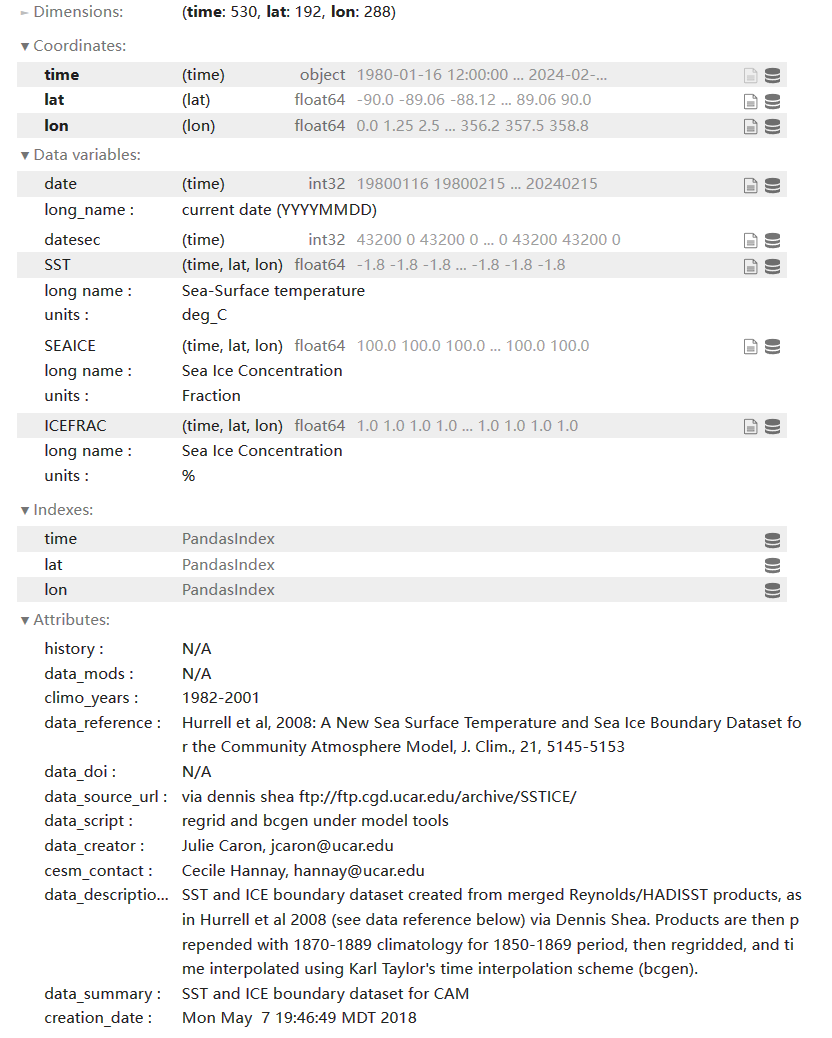 ► Dimensions: (time: 530, lat: 192, lon: 288)
▼ Coordinates:
time (time) object 1980-01-16 12:00:00 ... 2024-02-...
lat (lat) float64 -90.0 -89.06 -88.12 ... 89.06 90.0
lon (lon) float64 0.0 1.25 2.5 ... 356.2 357.5 358.8
▼ Data variables:
date (time) int32 19800116 19800215 ... 20240215
long_name : current date (YYYYMMDD)
datesec (time) int32 43200 0 43200 0 ... 0 43200 43200 0
SST (time, lat, lon) float64 -1.8 -1.8 -1.8 ... -1.8 -1.8 -1.8
long name : Sea-Surface temperature
units : deg_C
SEAICE (time, lat, lon) float64 100.0 100.0 100.0 ... 100.0 100.0
long name : Sea Ice Concentration
units : Fraction
ICEFRAC (time, lat, lon) float64 1.0 1.0 1.0 1.0 ... 1.0 1.0 1.0 1.0
long name : Sea Ice Concentration
units : %
▼ Indexes:
time PandasIndex
lat PandasIndex
lon PandasIndex
▼ Attributes:
history : N/A
data_mods : N/A
climo_years : 1982-2001
data_reference : Hurrell et al, 2008: A New Sea Surface Temperature and Sea Ice Boundary Dataset fo
r the Community Atmosphere Model, J. Clim., 21, 5145-5153
data_doi : N/A
data_source_url : via dennis shea ftp://ftp.cgd.ucar.edu/archive/SSTICE/
data_script : regrid and bcgen under model tools
data_creator : Julie Caron, jcaron@ucar.edu
cesm_contact : Cecile Hannay, hannay@ucar.edu
data_descriptio... SST and ICE boundary dataset created from merged Reynolds/HADISST products, as
in Hurrell et al 2008 (see data reference below) via Dennis Shea. Products are then p
repended with 1870-1889 climatology for 1850-1869 period, then regridded, and ti
me interpolated using Karl Taylor's time interpolation scheme (bcgen).
data_summary : SST and ICE boundary dataset for CAM
creation_date : Mon May  7 19:46:49 MDT 2018